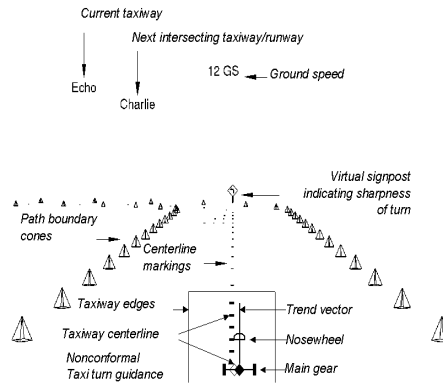 Current taxiway
Next intersecting taxiway/runway
12 GS
Ground speed
Echo
Charlie
Virtual signpost
indicating sharpness
of turn
Path boundary
cones
Centerline
markings
Taxiway edges
Trend vector
Taxiway centerline
Nosewheel
Nonconformal
Taxi turn guidance
Main gear